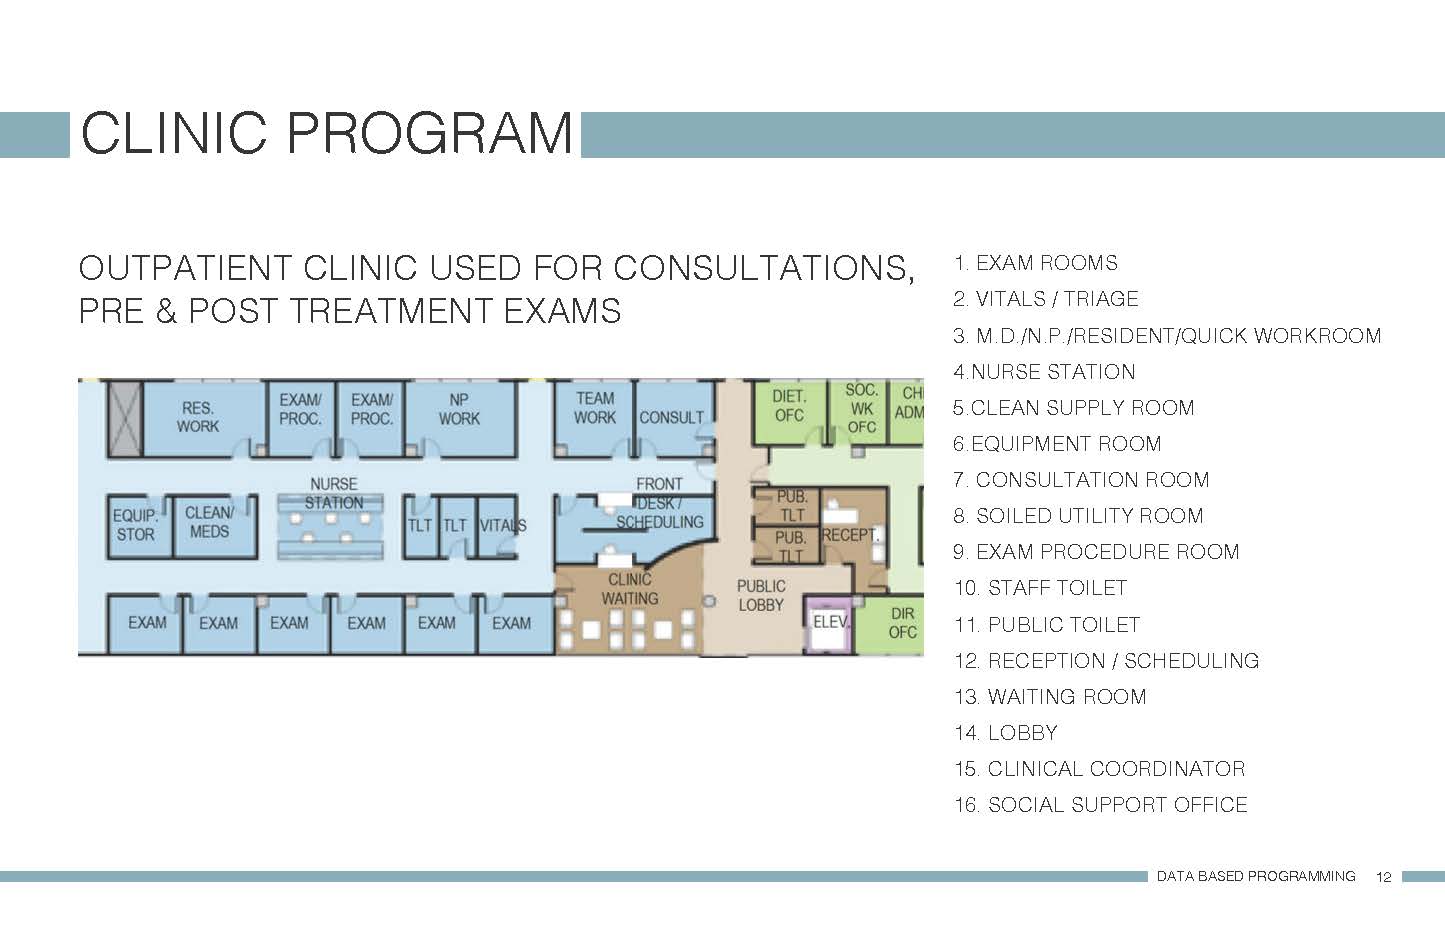 CLINIC PROGRAM
OUTPATIENT CLINIC USED FOR CONSULTATIONS,
PRE & POST TREATMENT EXAMS
RES.
WORK
EXAM/
PROC.
EXAM/
PROC.
NP
WORK
TEAM
WORK
CONSULT
DIET.
OFC
SOC.
WK
OFC
CH
ADM
NURSE
STATION
EQUIP.
STOR
CLEAN/
MEDS
TLT
TLT
VITALS
FRONT
DESK /
SCHEDULING
PUB.
TLT
PUB.
TLT
RECEPT.
CLINIC
WAITING
PUBLIC
LOBBY
ELEV.
DIR
OFC
EXAM
EXAM
EXAM
EXAM
EXAM
EXAM
1. EXAM ROOMS
2. VITALS / TRIAGE
3. M.D./N.P./RESIDENT/QUICK WORKROOM
4.NURSE STATION
5.CLEAN SUPPLY ROOM
6.EQUIPMENT ROOM
7. CONSULTATION ROOM
8. SOILED UTILITY ROOM
9. EXAM PROCEDURE ROOM
10. STAFF TOILET
11. PUBLIC TOILET
12. RECEPTION / SCHEDULING
13. WAITING ROOM
14. LOBBY
15. CLINICAL COORDINATOR
16. SOCIAL SUPPORT OFFICE
DATA BASED PROGRAMMING 12